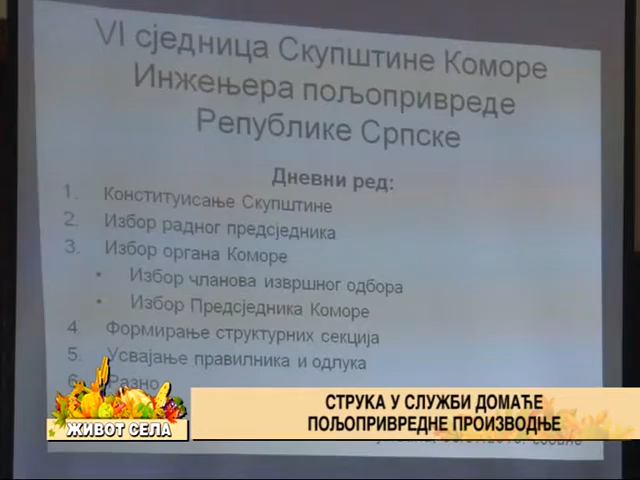 VI сједница Скупштине Коморе
Инжењера пољопривреде
Републике Српске
Дневни ред:
1. Конституисање Скупштине
2. Избор радног предсједника
3. Избор органа Коморе
• Избор чланова извршног одбора
• Избор Предсједника Коморе
4. Формирање структурних секција
5. Усвајање правилника и одлука
6. Разно
СТРУКА У СЛУЖБИ ДОМАЋЕ
ПОЉОПРИВРЕДНЕ ПРОИЗВОДЊЕ
ЖИВОТ СЕЛА